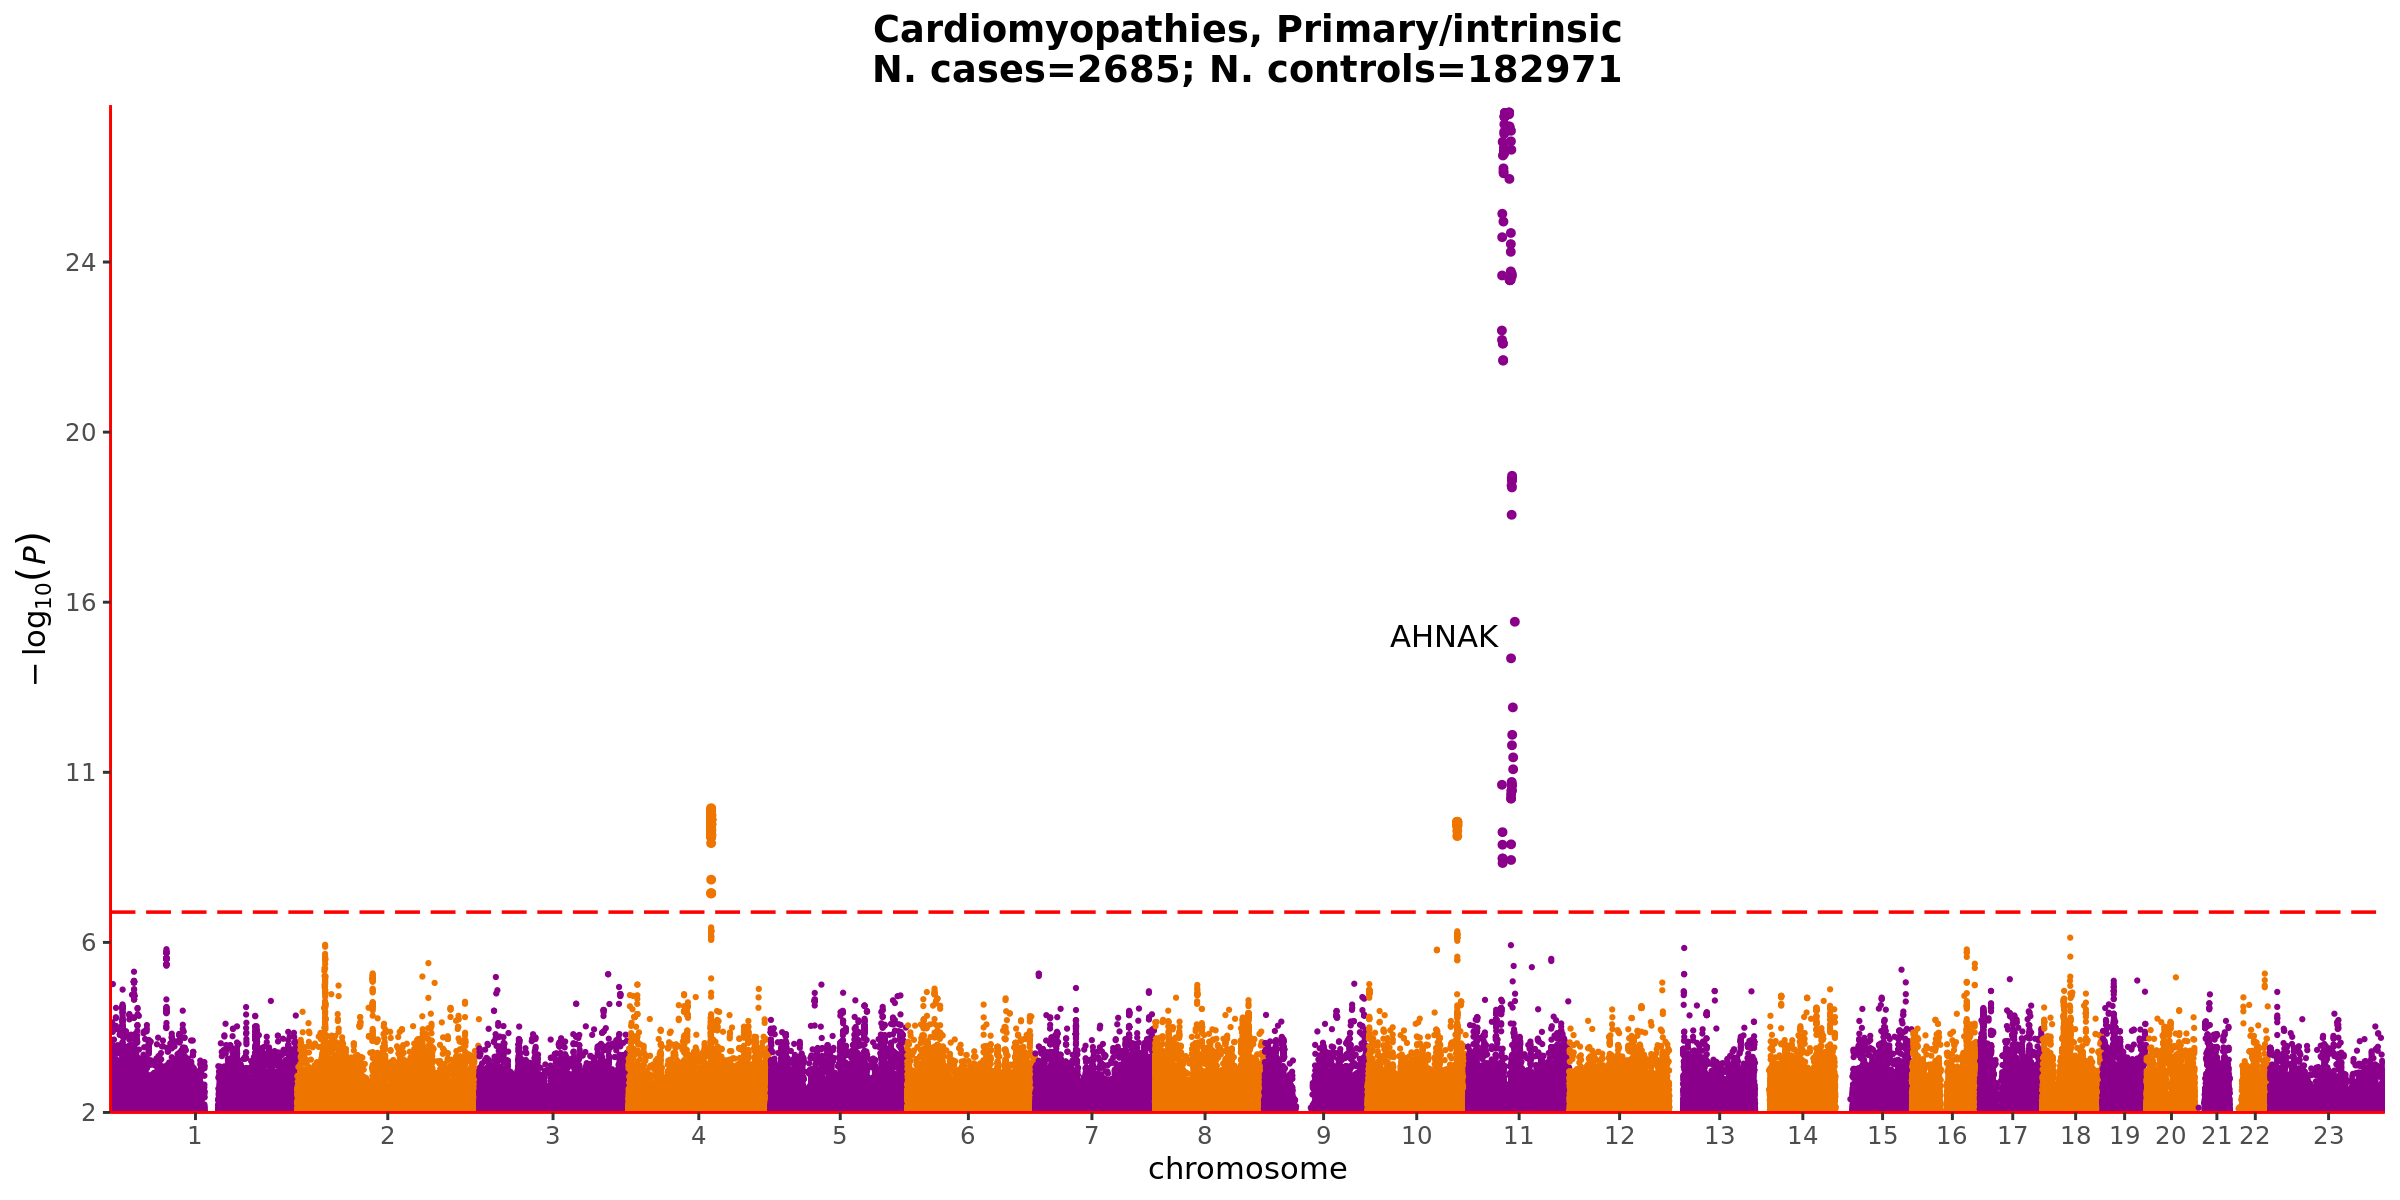 Cardiomyopathies, Primary/intrinsic
N. cases=2685; N. controls=182971
24
20
16
11
6
2
−log10(P)
AHNAK
1 2 3 4 5 6 7 8 9 10 11 12 13 14 15 16 17 18 19 20 21 22 23
chromosome